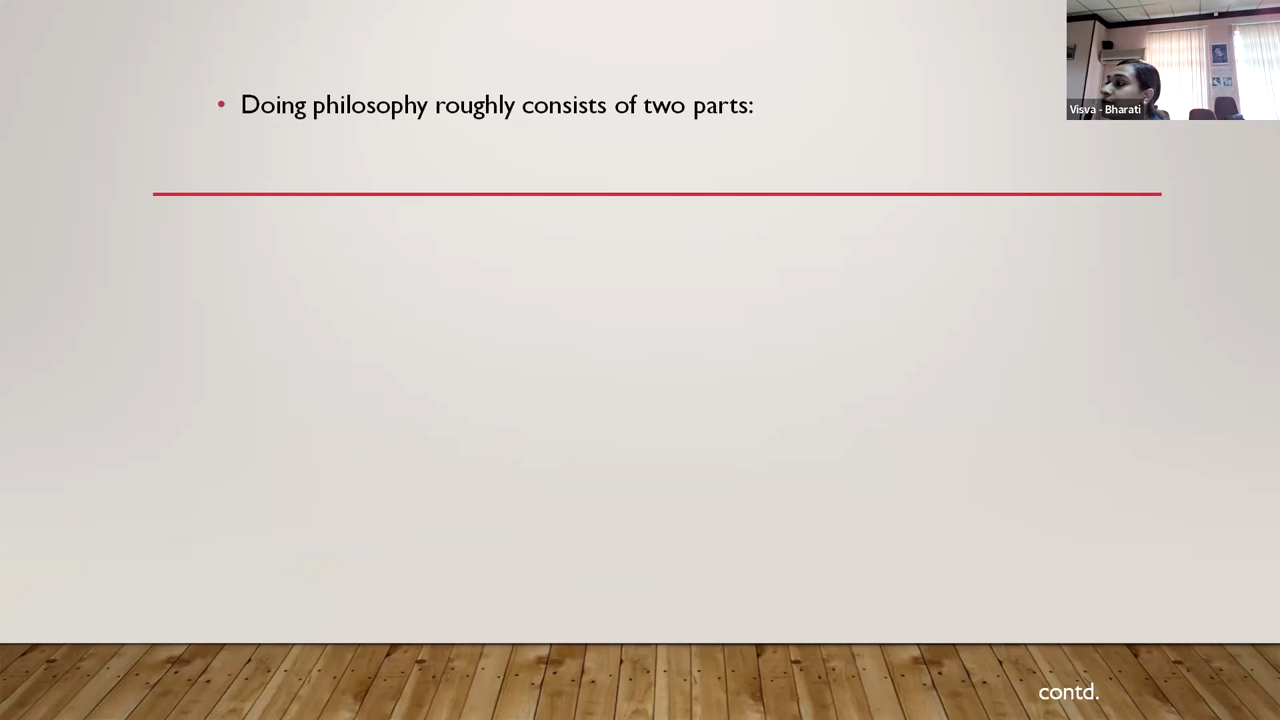 • Doing philosophy roughly consists of two parts:
Visva - Bharati
contd.